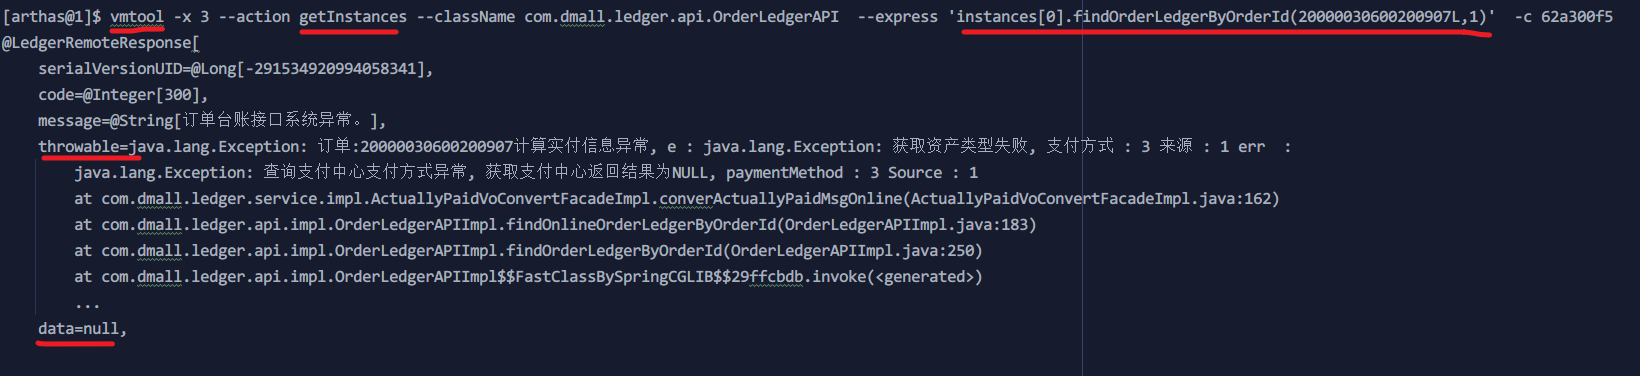 [arthas@1]$ vmtool -x 3 --action getInstances --className com.dmall.ledger.api.OrderLedgerAPI  --express 'instances[0].findOrderLedgerByOrderId(20000030600200907L,1)'  -c 62a300f5
@LedgerRemoteResponse[
    serialVersionUID=@Long[-291534920994058341],
    code=@Integer[300],
    message=@String[订单台账接口系统异常。],
    throwable=java.lang.Exception: 订单:20000030600200907计算实付信息异常, e : java.lang.Exception: 获取资产类型失败, 支付方式 : 3 来源 : 1 err  :
        java.lang.Exception: 查询支付中心支付方式异常, 获取支付中心返回结果为NULL, paymentMethod : 3 Source : 1
        at com.dmall.ledger.service.impl.ActuallyPaidVoConvertFacadeImpl.converActuallyPaidMsgOnline(ActuallyPaidVoConvertFacadeImpl.java:162)
        at com.dmall.ledger.api.impl.OrderLedgerAPIImpl.findOnlineOrderLedgerByOrderId(OrderLedgerAPIImpl.java:183)
        at com.dmall.ledger.api.impl.OrderLedgerAPIImpl.findOrderLedgerByOrderId(OrderLedgerAPIImpl.java:250)
        at com.dmall.ledger.api.impl.OrderLedgerAPIImpl$$FastClassBySpringCGLIB$$29ffcbdb.invoke(<generated>)
        ...
    data=null,